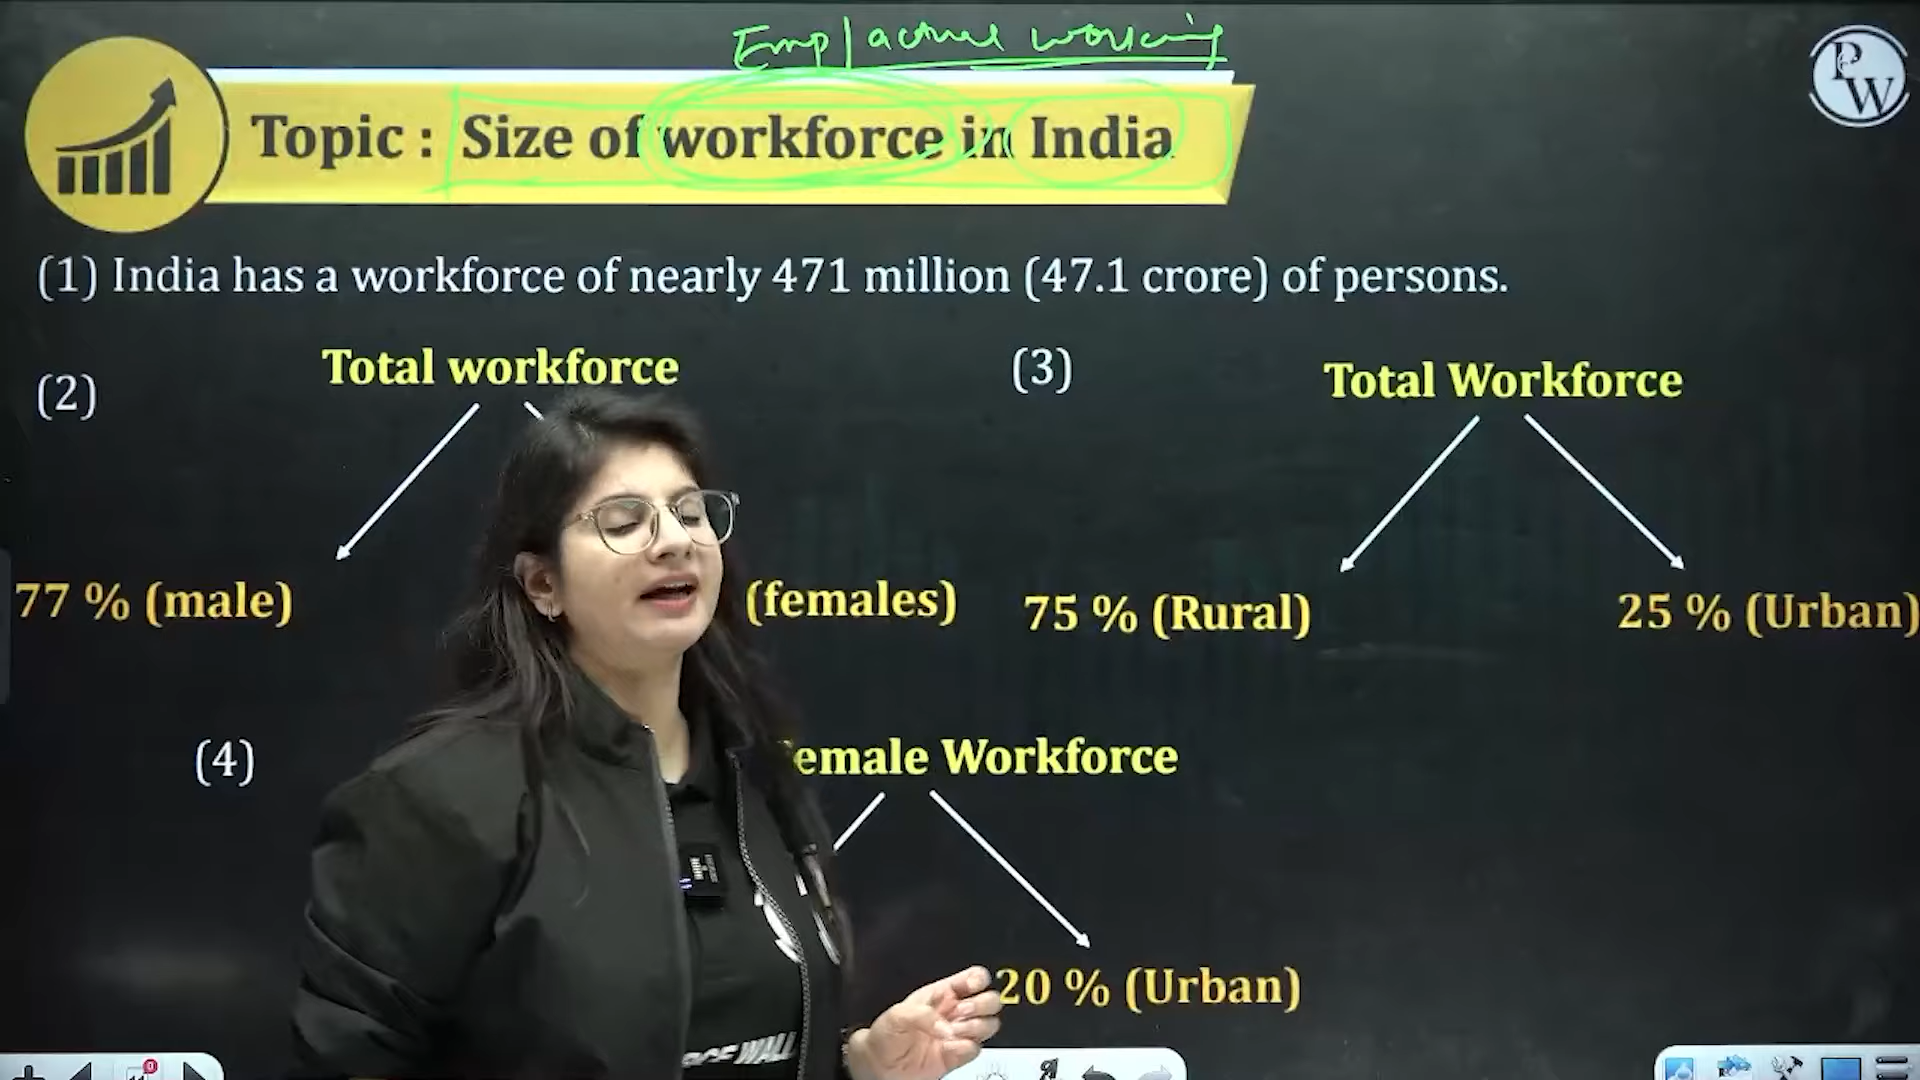 Emp/actual working
PW
Topic : Size of workforce in India
(1) India has a workforce of nearly 471 million (47.1 crore) of persons.
(2) Total workforce
77 % (male) (females)
(3) Total Workforce
75 % (Rural) 25 % (Urban)
(4) emale Workforce
20 % (Urban)
WALL